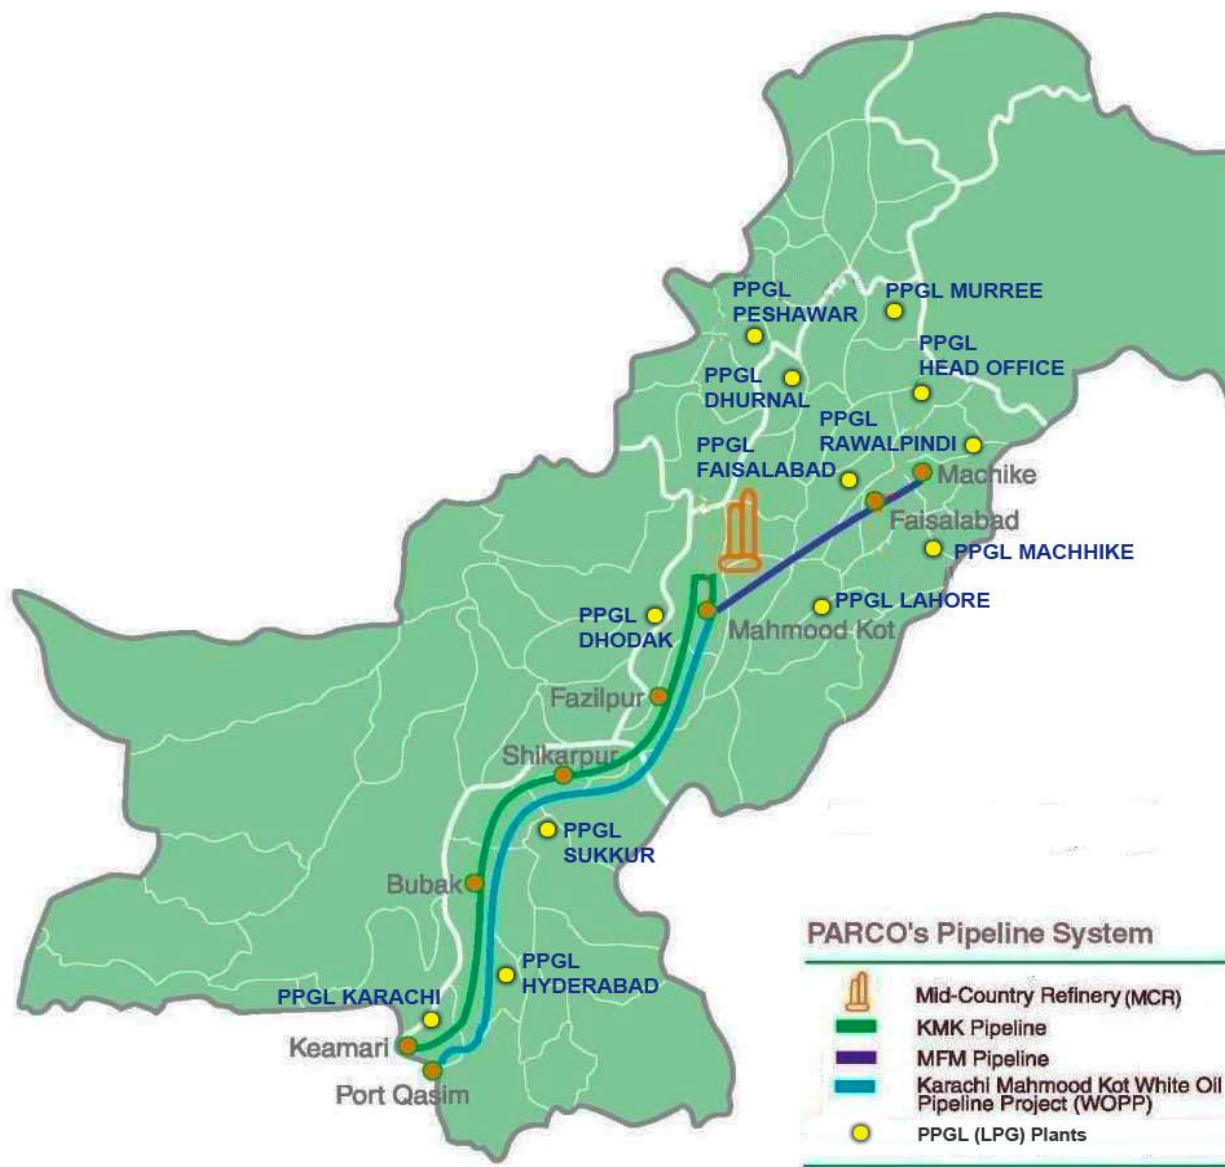 PPGL
PESHAWAR
PPGL MURREE
PPGL
HEAD OFFICE
PPGL
DHURNAL
PPGL
RAWALPINDI
PPGL
FAISALABAD
Machike
Faisalabad
PPGL MACHHIKE
PPGL LAHORE
PPGL
DHODAK
Mahmood Kot
Fazilpur
Shikarpur
PPGL
SUKKUR
Bubak
PPGL
HYDERABAD
PPGL KARACHI
Keamari
Port Qasim
PARCO's Pipeline System
Mid-Country Refinery (MCR)
KMK Pipeline
MFM Pipeline
Karachi Mahmood Kot White Oil
Pipeline Project (WOPP)
PPGL (LPG) Plants